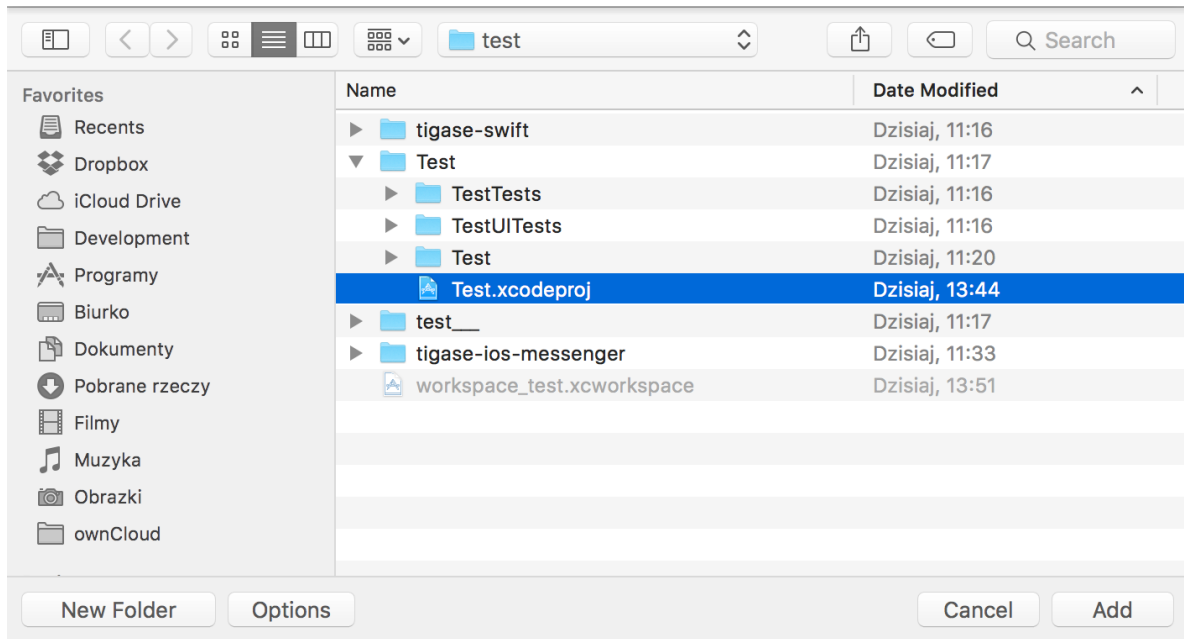 test
Search
Favorites
Recents
Dropbox
iCloud Drive
Development
Programy
Biurko
Dokumenty
Pobrane rzeczy
Filmy
Muzyka
Obrazki
ownCloud
Name Date Modified
tigase-swift Dzisiaj, 11:16
Test Dzisiaj, 11:17
TestTests Dzisiaj, 11:16
TestUITests Dzisiaj, 11:16
Test Dzisiaj, 11:20
Test.xcodeproj Dzisiaj, 13:44
test___ Dzisiaj, 11:17
tigase-ios-messenger Dzisiaj, 11:33
workspace_test.xcworkspace Dzisiaj, 13:51
New Folder Options Cancel Add